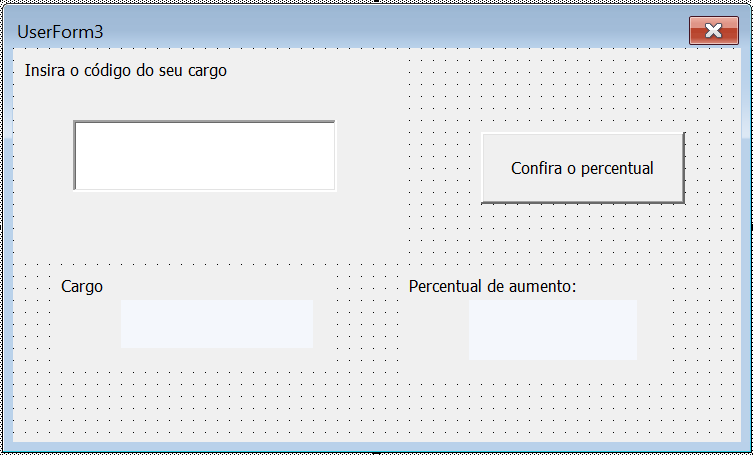 UserForm3
Insira o código do seu cargo
Confira o percentual
Cargo
Percentual de aumento: